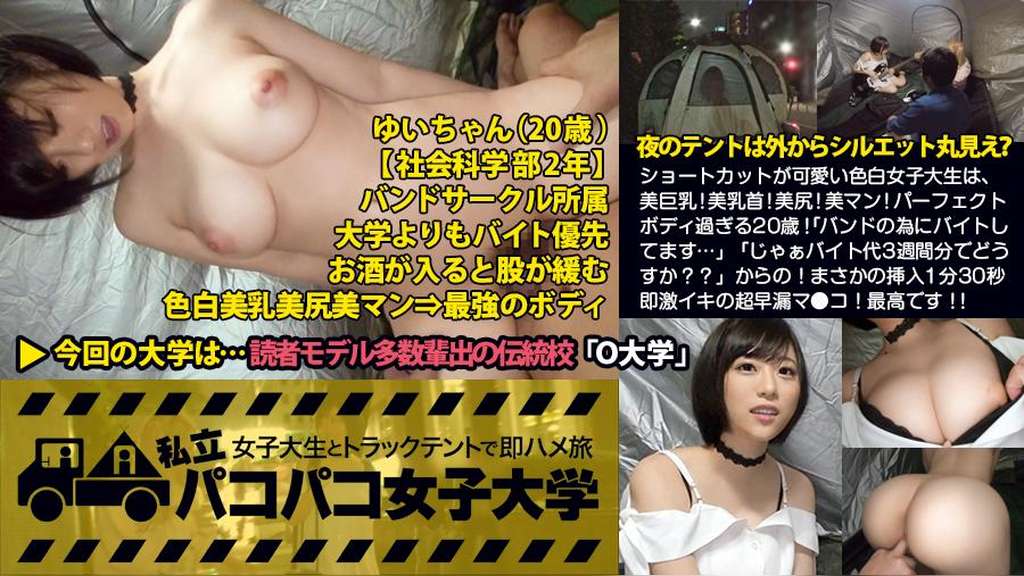 ゆいちゃん（20歳）
【社会科学部2年】
バンドサークル所属
大学よりもバイト優先
お酒が入ると股が緩む
色白美乳美尻美マン⇒最強のボディ
▶今回の大学は…読者モデル多数輩出の伝統校「O大学」
私立 女子大生とトラックテントで即ハメ旅
パコパコ女子大学
夜のテントは外からシルエット丸見え?
ショートカットが可愛い色白女子大生は、
美巨乳！美乳首！美尻！美マン！パーフェクト
ボディ過ぎる20歳！「バンドの為にバイトし
てます…」「じゃぁバイト代3週間分でどう
すか？？」からの！まさかの挿入1分30秒
即激イキの超早漏マ●コ！最高です！！